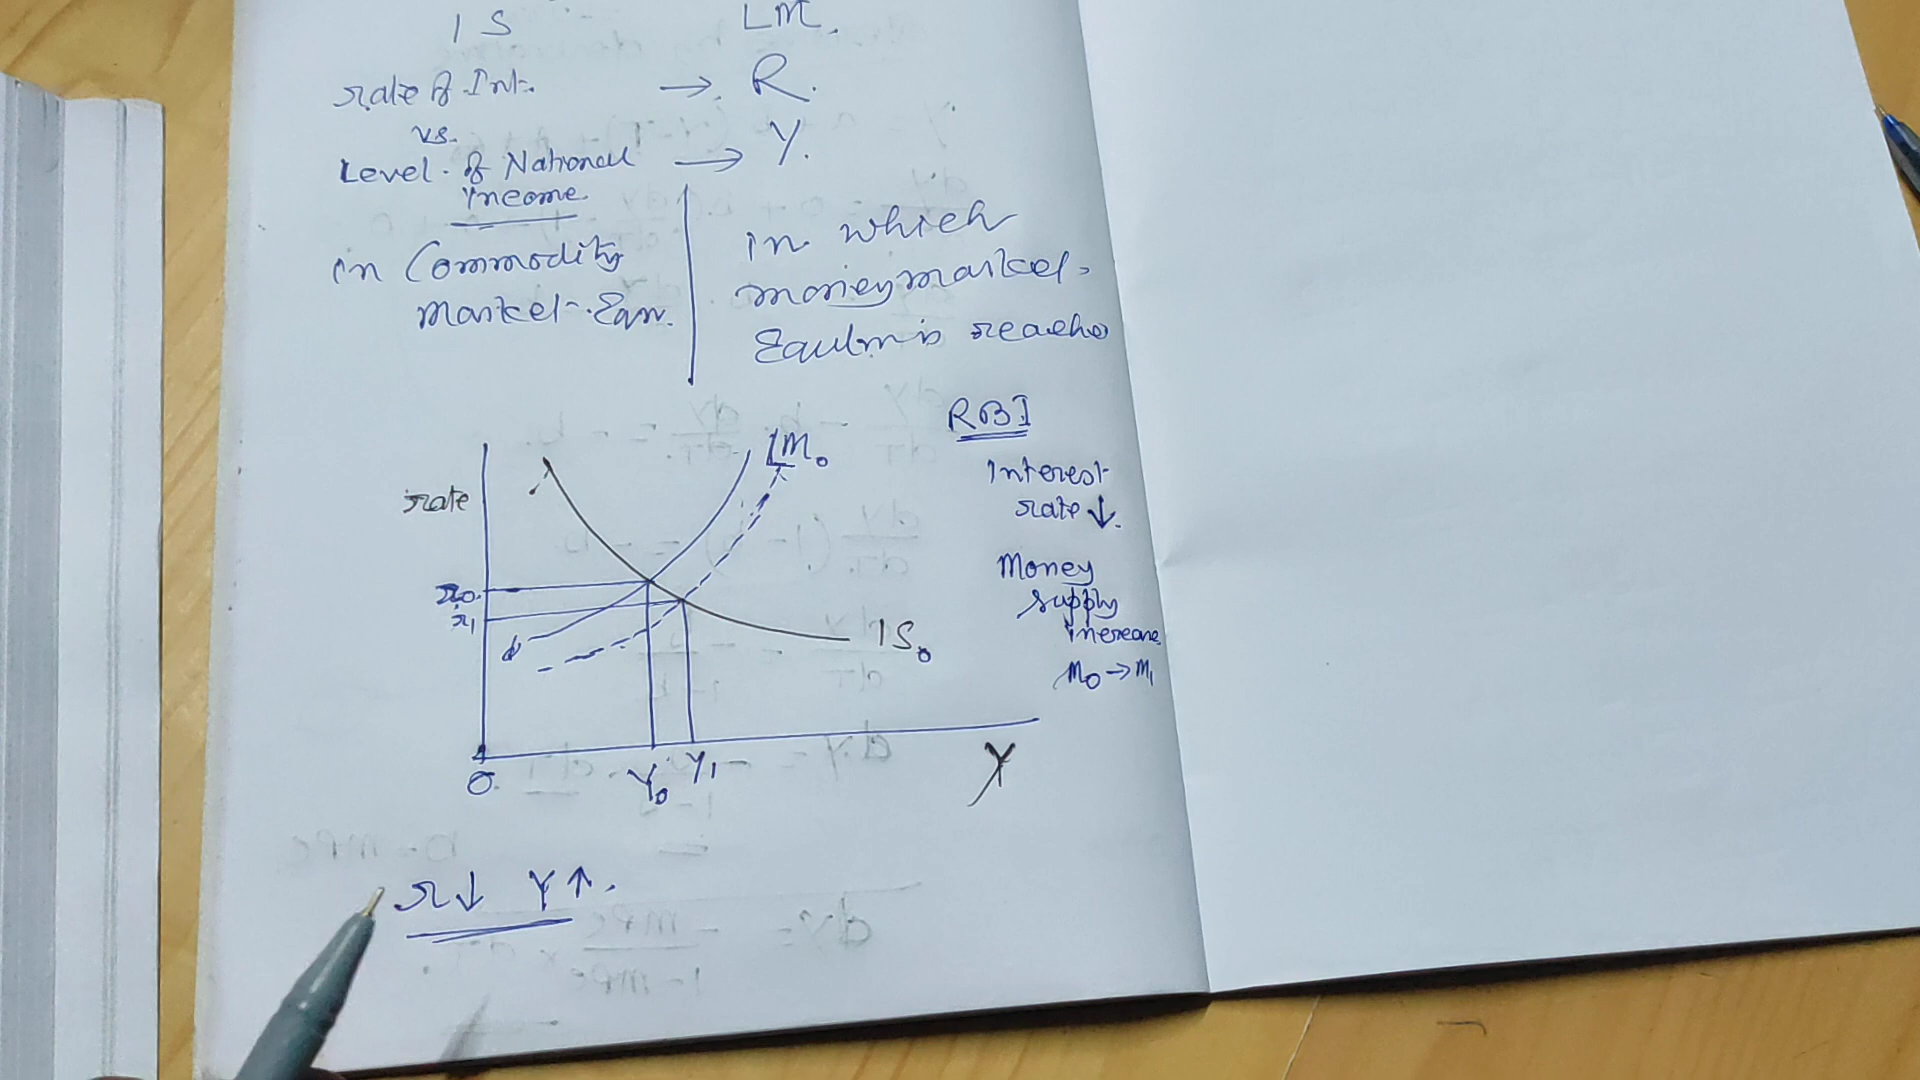 IS LM.
rate of Int. → R.
vs.
Level of National → Y.
income
in Commodity
market Eqm.
in which
money market
Equlm is
RBI
Interest
rate ↓.
Money
supply
increase
M0 → M1
rate
LM0
r0
r1
IS0
O
Y0 Y1
Y
r↓ Y↑.